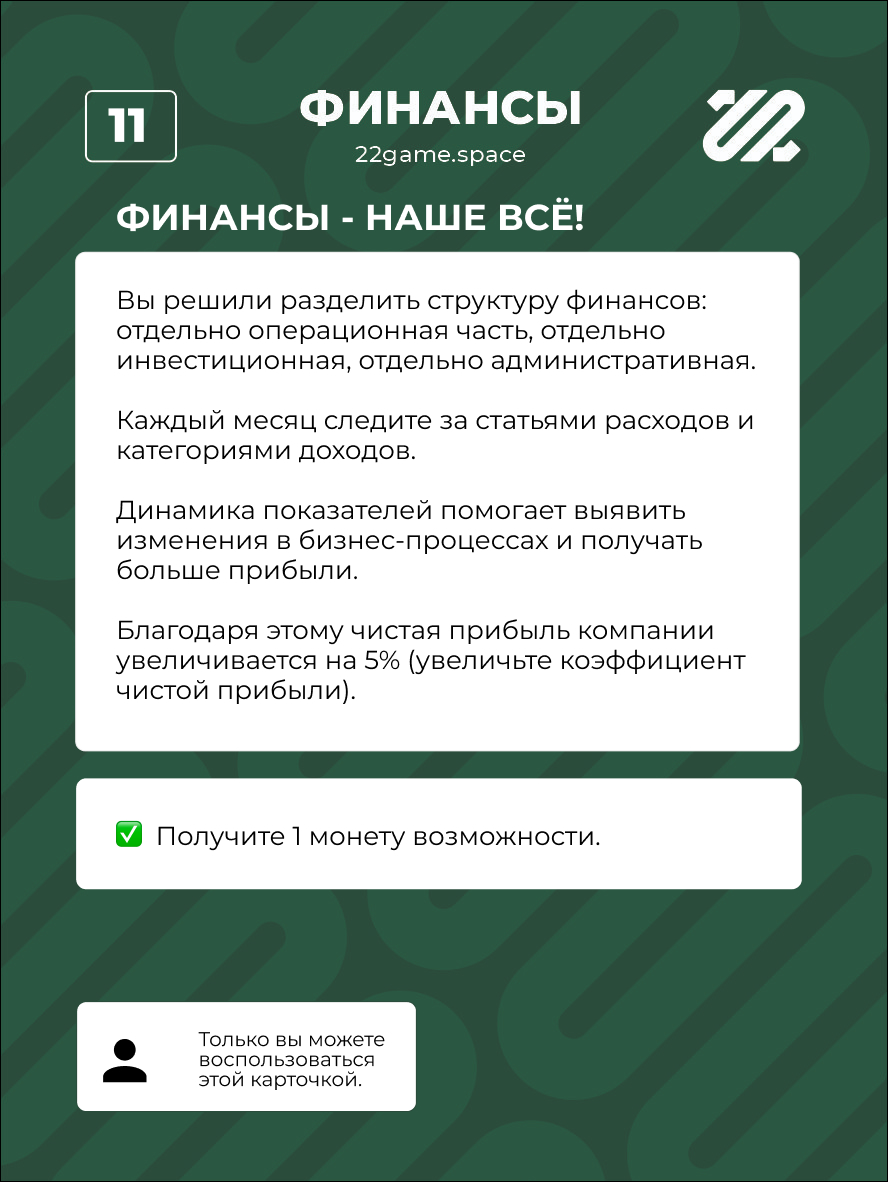 11
ФИНАНСЫ
22game.space
ФИНАНСЫ - НАШЕ ВСЁ!
Вы решили разделить структуру финансов:
отдельно операционная часть, отдельно
инвестиционная, отдельно административная.
Каждый месяц следите за статьями расходов и
категориями доходов.
Динамика показателей помогает выявить
изменения в бизнес-процессах и получать
больше прибыли.
Благодаря этому чистая прибыль компании
увеличивается на 5% (увеличьте коэффициент
чистой прибыли).
✅ Получите 1 монету возможности.
Только вы можете
воспользоваться
этой карточкой.